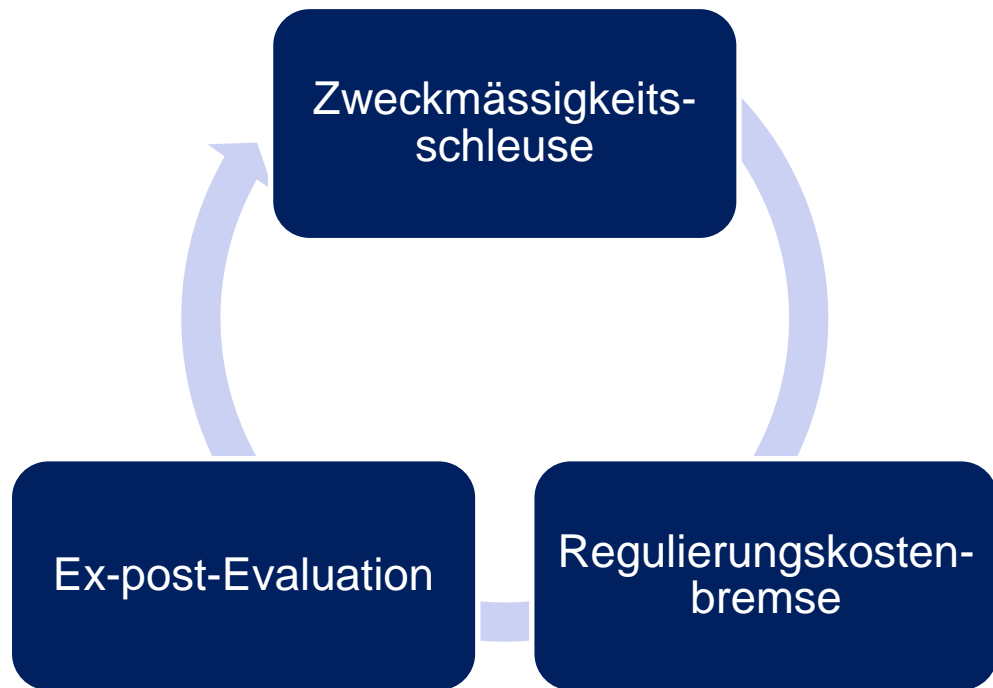 Zweckmässigkeits-
schleuse
Regulierungskosten-
bremse
Ex-post-Evaluation